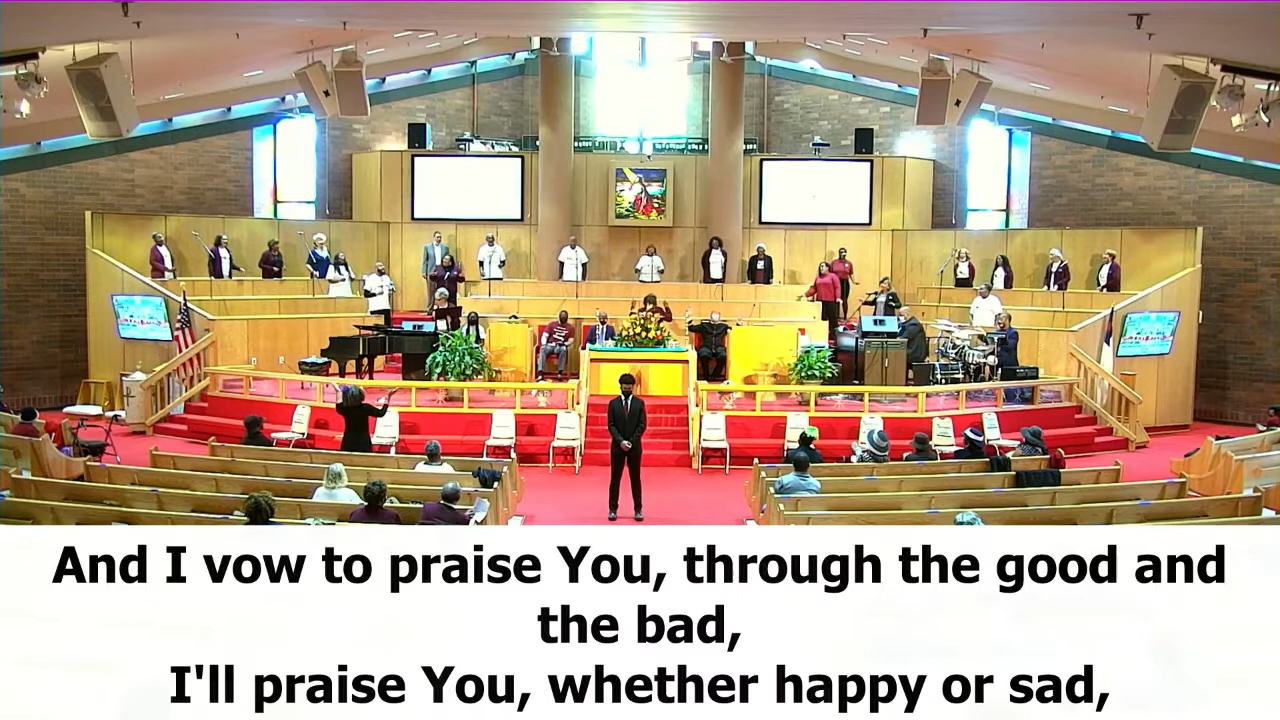 And I vow to praise You, through the good and
the bad,
I'll praise You, whether happy or sad,